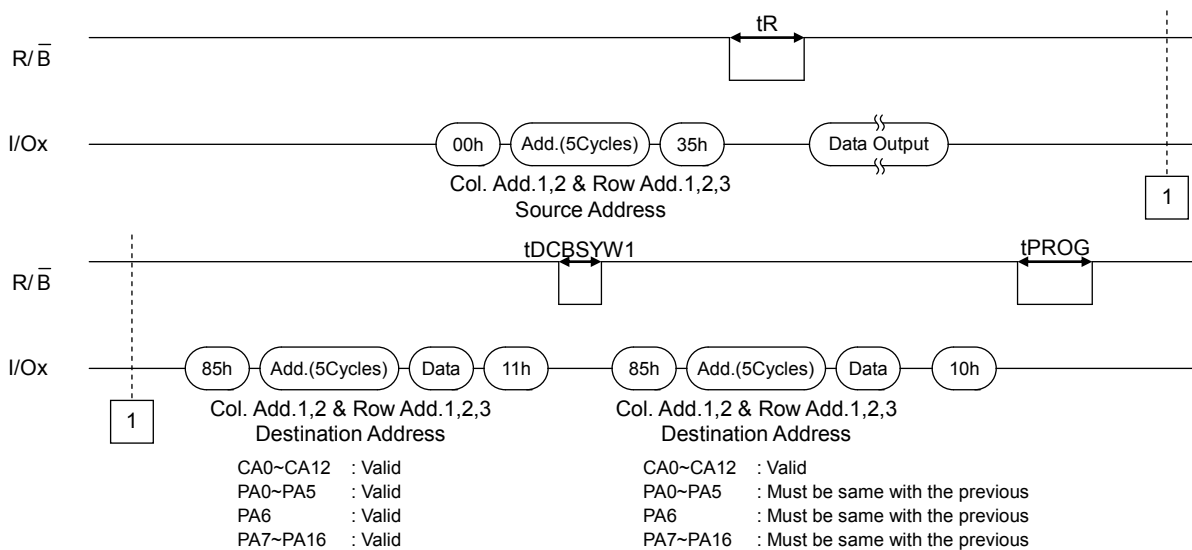 tR
R/B̅
I/Ox
00h Add.(5Cycles) 35h Data Output
Col. Add.1,2 & Row Add.1,2,3
Source Address
1
tDCBSYW1 tPROG
R/B̅
I/Ox
85h Add.(5Cycles) Data 11h 85h Add.(5Cycles) Data 10h
1
Col. Add.1,2 & Row Add.1,2,3
Destination Address
CA0~CA12 : Valid
PA0~PA5 : Valid
PA6 : Valid
PA7~PA16 : Valid
Col. Add.1,2 & Row Add.1,2,3
Destination Address
CA0~CA12 : Valid
PA0~PA5 : Must be same with the previous
PA6 : Must be same with the previous
PA7~PA16 : Must be same with the previous